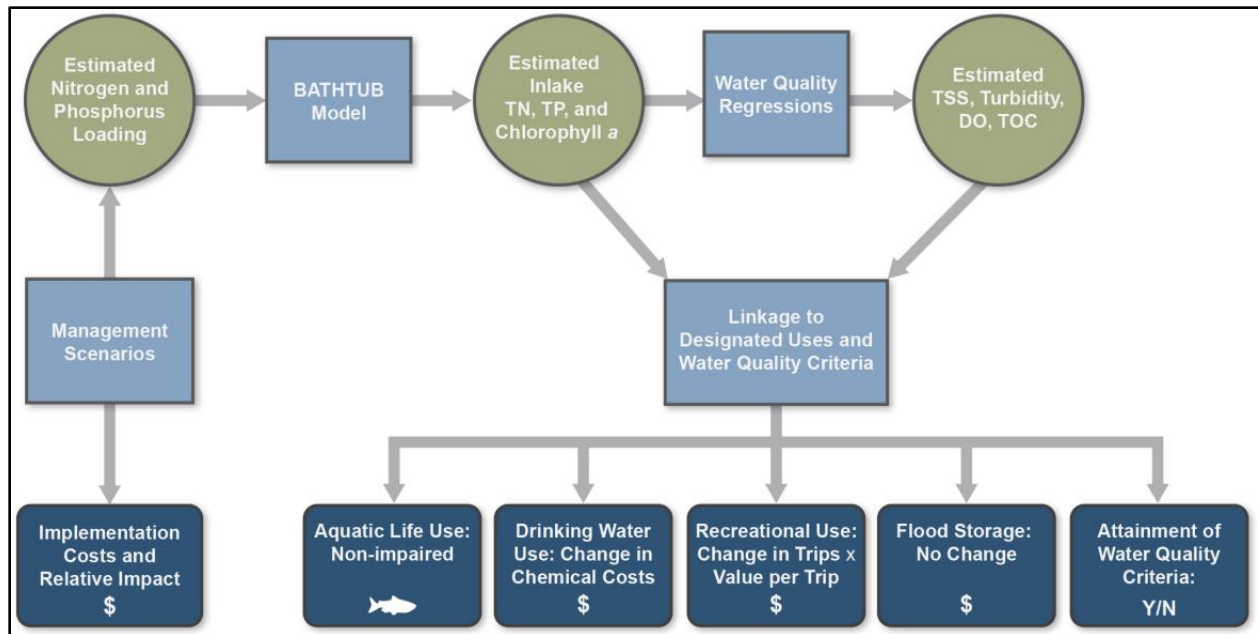 Estimated
Nitrogen and
Phosphorus
Loading
BATHTUB
Model
Estimated
Inlake
TN, TP, and
Chlorophyll a
Water Quality
Regressions
Estimated
TSS, Turbidity,
DO, TOC
Management
Scenarios
Linkage to
Designated Uses and
Water Quality Criteria
Implementation
Costs and
Relative Impact
$
Aquatic Life Use:
Non-impaired
Drinking Water
Use: Change in
Chemical Costs
$
Recreational Use:
Change in Trips x
Value per Trip
$
Flood Storage:
No Change
$
Attainment of
Water Quality
Criteria:
Y/N